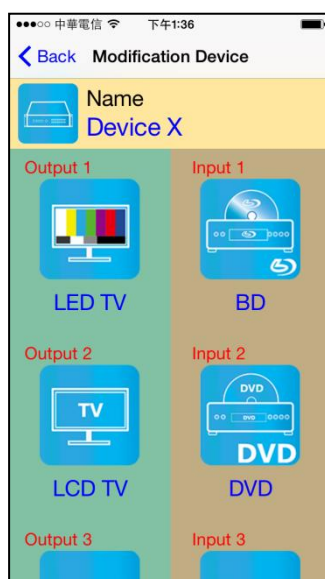 中華電信 下午1:36
Back Modification Device
Name
Device X
Output 1 Input 1
LED TV BD
Output 2 Input 2
TV DVD DVD
DVD
LCD TV DVD
Output 3 Input 3